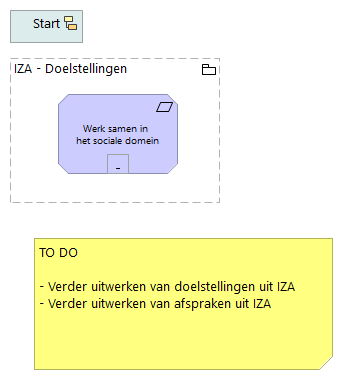 Start
IZA - Doelstellingen
Werk samen in
het sociale domein
-
TO DO
- Verder uitwerken van doelstellingen uit IZA
- Verder uitwerken van afspraken uit IZA